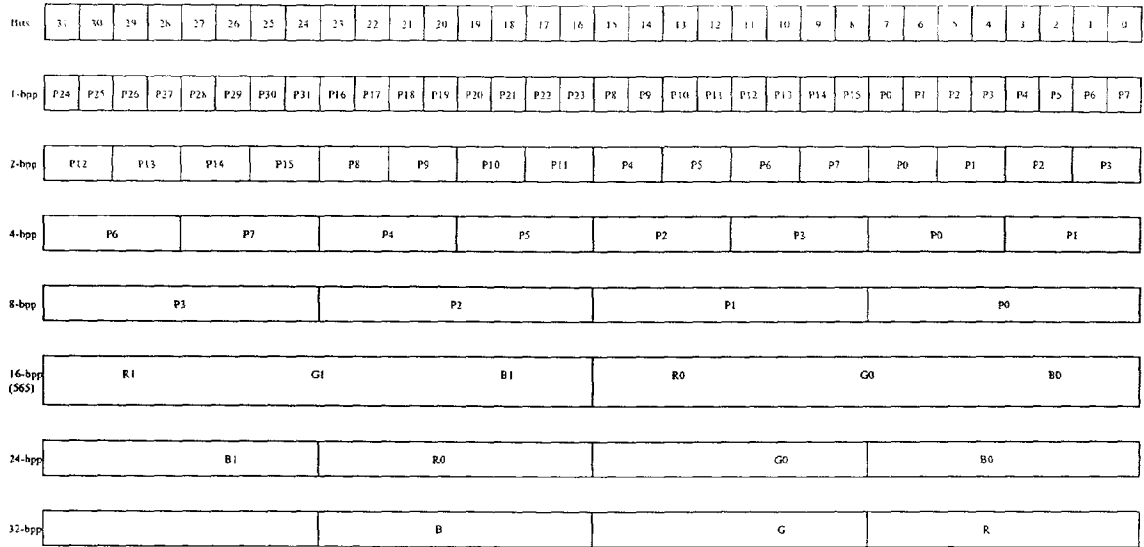 Bits 31 30 29 28 27 26 25 24 23 22 21 20 19 18 17 16 15 14 13 12 11 10 9 8 7 6 5 4 3 2 1 0
1-bpp P24 P25 P26 P27 P28 P29 P30 P31 P16 P17 P18 P19 P20 P21 P22 P23 P8 P9 P10 P11 P12 P13 P14 P15 P0 P1 P2 P3 P4 P5 P6 P7
2-bpp P12 P13 P14 P15 P8 P9 P10 P11 P4 P5 P6 P7 P0 P1 P2 P3
4-bpp P6 P7 P4 P5 P2 P3 P0 P1
8-bpp P3 P2 P1 P0
16-bpp R1 G1 B1 R0 G0 B0
(565)
24-bpp B1 R0 G0 B0
32-bpp B G R